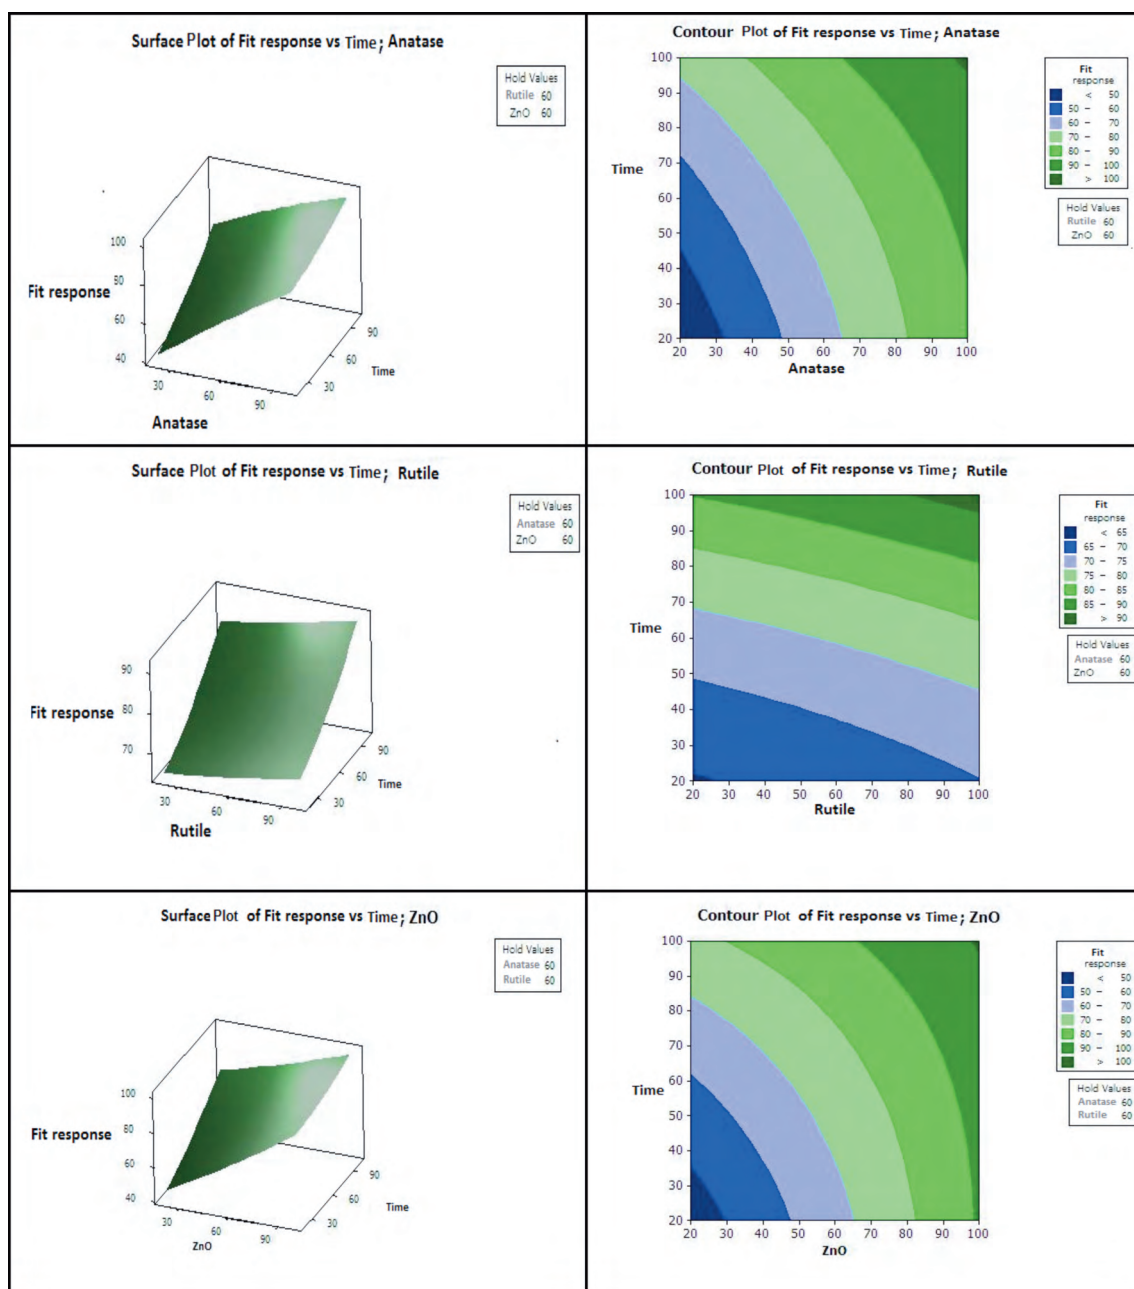 Surface Plot of Fit response vs Time; Anatase
Hold Values
Rutile 60
ZnO 60
100
80
60
40
Fit response
30
60
90
Anatase
30
60
90
Time
Contour Plot of Fit response vs Time; Anatase
100
90
80
70
60
50
40
30
20
Time
20 30 40 50 60 70 80 90 100
Anatase
Fit
response
< 50
50 – 60
60 – 70
70 – 80
80 – 90
90 – 100
> 100
Hold Values
Rutile 60
ZnO 60
Surface Plot of Fit response vs Time; Rutile
Hold Values
Anatase 60
ZnO 60
90
80
70
Fit response
30
60
90
Rutile
30
60
90
Time
Contour Plot of Fit response vs Time; Rutile
100
90
80
70
60
50
40
30
20
Time
20 30 40 50 60 70 80 90 100
Rutile
Fit
response
< 65
65 – 70
70 – 75
75 – 80
80 – 85
85 – 90
> 90
Hold Values
Anatase 60
ZnO 60
Surface Plot of Fit response vs Time; ZnO
Hold Values
Anatase 60
Rutile 60
100
80
60
40
Fit response
30
60
90
ZnO
30
60
90
Time
Contour Plot of Fit response vs Time; ZnO
100
90
80
70
60
50
40
30
20
Time
20 30 40 50 60 70 80 90 100
ZnO
Fit
response
< 50
50 – 60
60 – 70
70 – 80
80 – 90
90 – 100
> 100
Hold Values
Anatase 60
Rutile 60